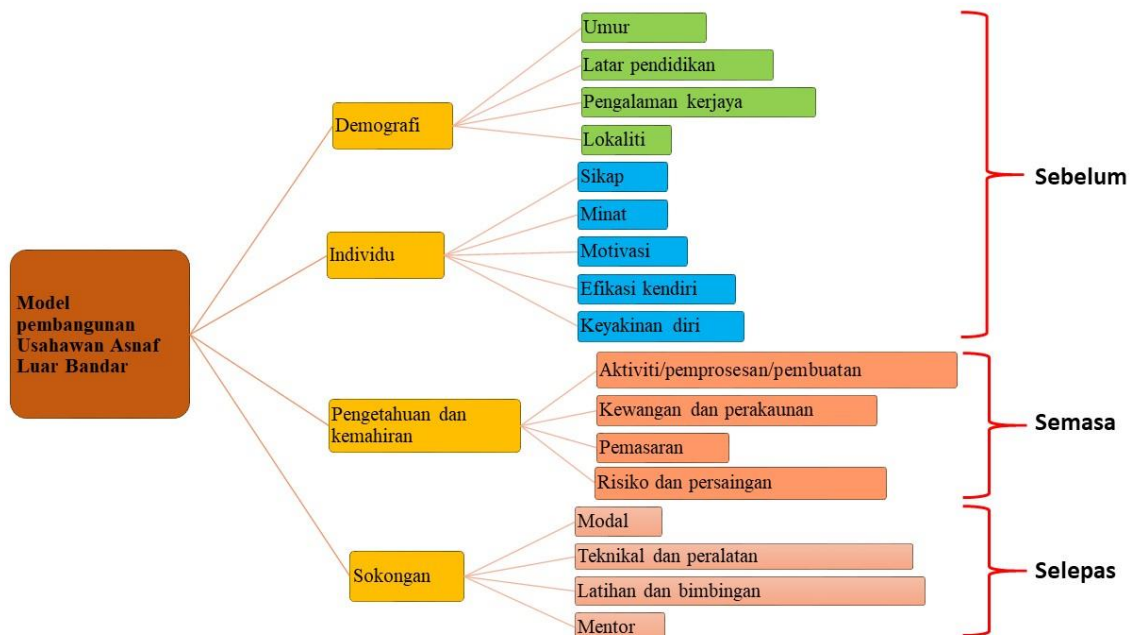 Model
pembangunan
Usahawan Asnaf
Luar Bandar
Demografi
Umur
Latar pendidikan
Pengalaman kerjaya
Lokaliti
Individu
Sikap
Minat
Motivasi
Efikasi kendiri
Keyakinan diri
Sebelum
Pengetahuan dan
kemahiran
Aktiviti/pemprosesan/pembuatan
Kewangan dan perakaunan
Pemasaran
Risiko dan persaingan
Semasa
Sokongan
Modal
Teknikal dan peralatan
Latihan dan bimbingan
Mentor
Selepas